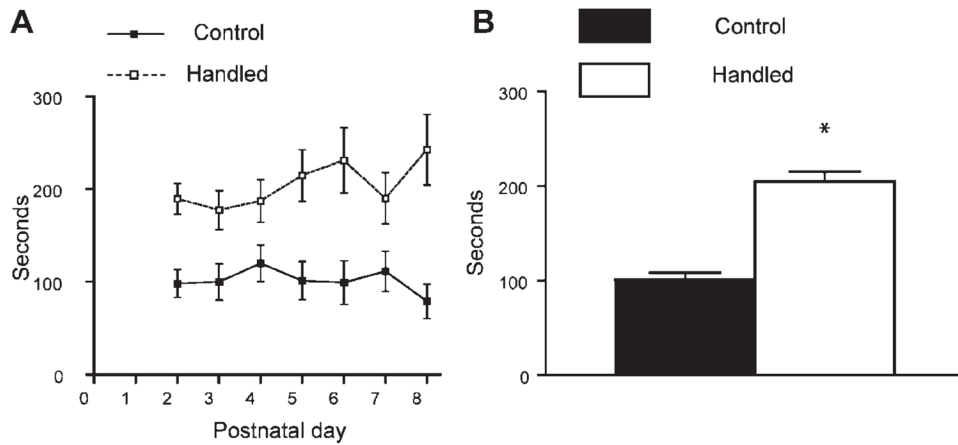 A
Control
Handled
300
200
100
0
Seconds
0 1 2 3 4 5 6 7 8
Postnatal day
B
Control
Handled
300
200
100
0
Seconds
*